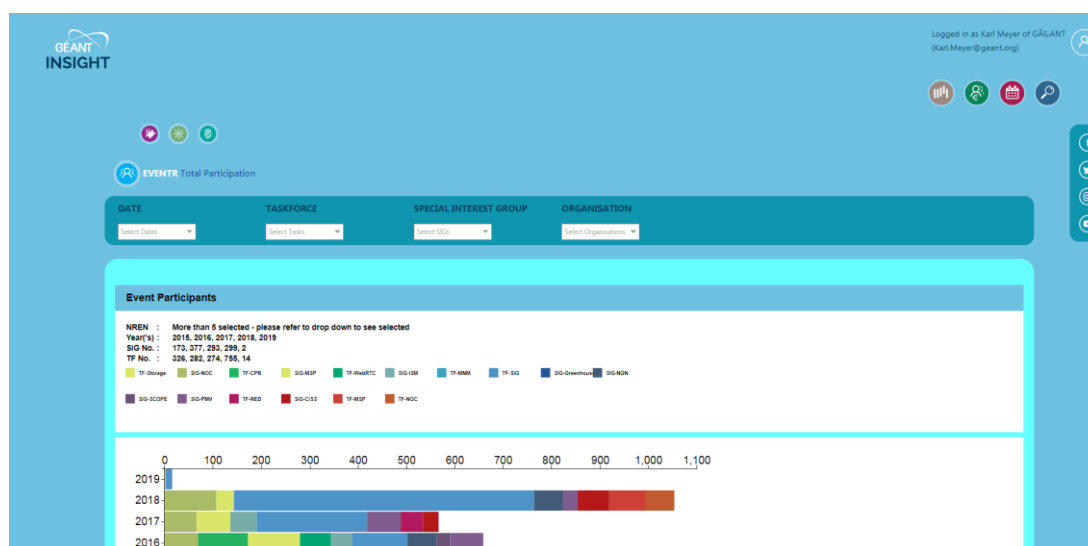 GÉANT
INSIGHT
Logged in as Karl Meyer of GÃ‰ANT
(Karl.Meyer@geant.org)
EVENTR Total Participation
DATE TASKFORCE SPECIAL INTEREST GROUP ORGANISATION
Select Dates Select Tasks Select SIGs Select Organisations
Event Participants
NREN : More than 5 selected - please refer to drop down to see selected
Year('s) : 2015, 2016, 2017, 2018, 2019
SIG No. : 173, 377, 293, 299, 2
TF No. : 326, 282, 274, 755, 14
TF-Storage SIG-NOC TF-CPR SIG-MSP TF-WebRTC SIG-ISM TF-MNM TF-SIG SIG-Greenhouse SIG-NGN
SIG-SCOPE SIG-PMV TF-RED SIG-CISS TF-MSP TF-NOC
0 100 200 300 400 500 600 700 800 900 1,000 1,100
2019
2018
2017
2016